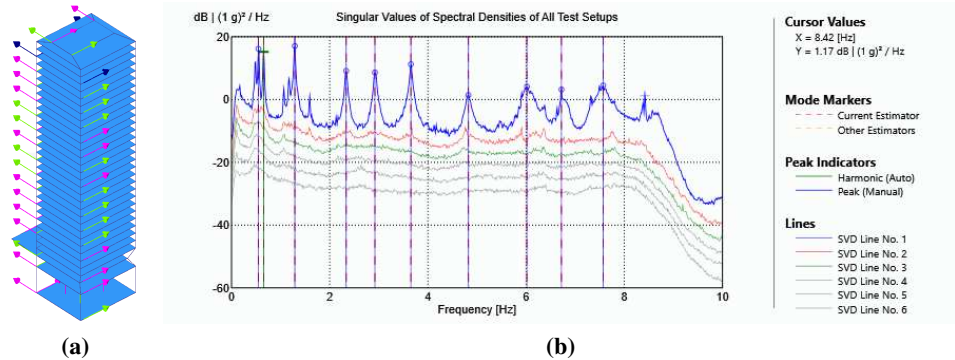 dB | (1 g)² / Hz
Singular Values of Spectral Densities of All Test Setups
20
0
-20
-40
-60
0
2
4
6
8
10
Frequency [Hz]
Cursor Values
X = 8.42 [Hz]
Y = 1.17 dB | (1 g)² / Hz
Mode Markers
Current Estimator
Other Estimators
Peak Indicators
Harmonic (Auto)
Peak (Manual)
Lines
SVD Line No. 1
SVD Line No. 2
SVD Line No. 3
SVD Line No. 4
SVD Line No. 5
SVD Line No. 6
(a)
(b)